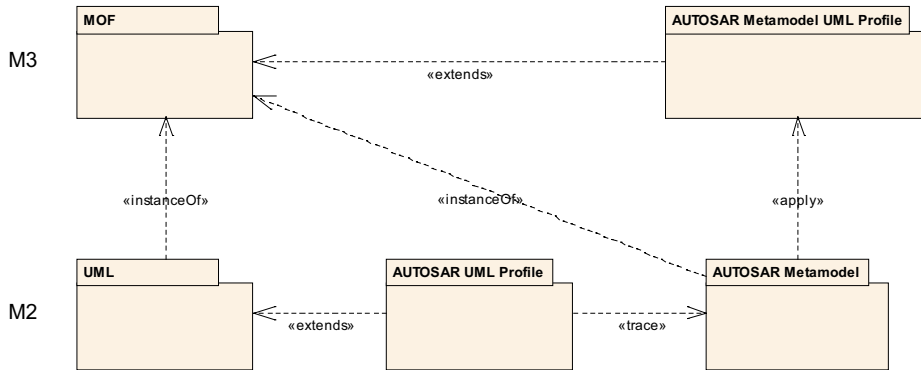 MOF
AUTOSAR Metamodel UML Profile
M3
«extends»
«instanceOf»
«instanceOf»
«apply»
UML
AUTOSAR UML Profile
AUTOSAR Metamodel
M2
«extends»
«trace»